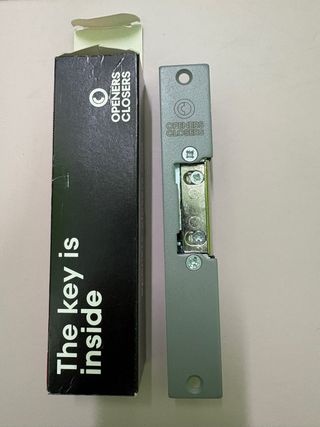 OPENERS
CLOSERS
The key is
inside
OPENERS
CLOSERS